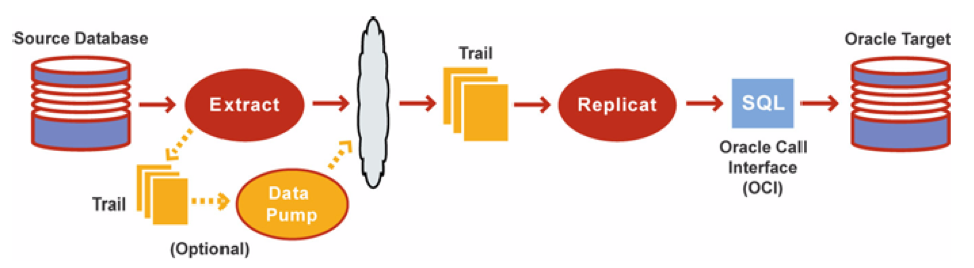 Source Database
Extract
Trail
Data
Pump
(Optional)
Trail
Replicat
SQL
Oracle Call
Interface
(OCI)
Oracle Target